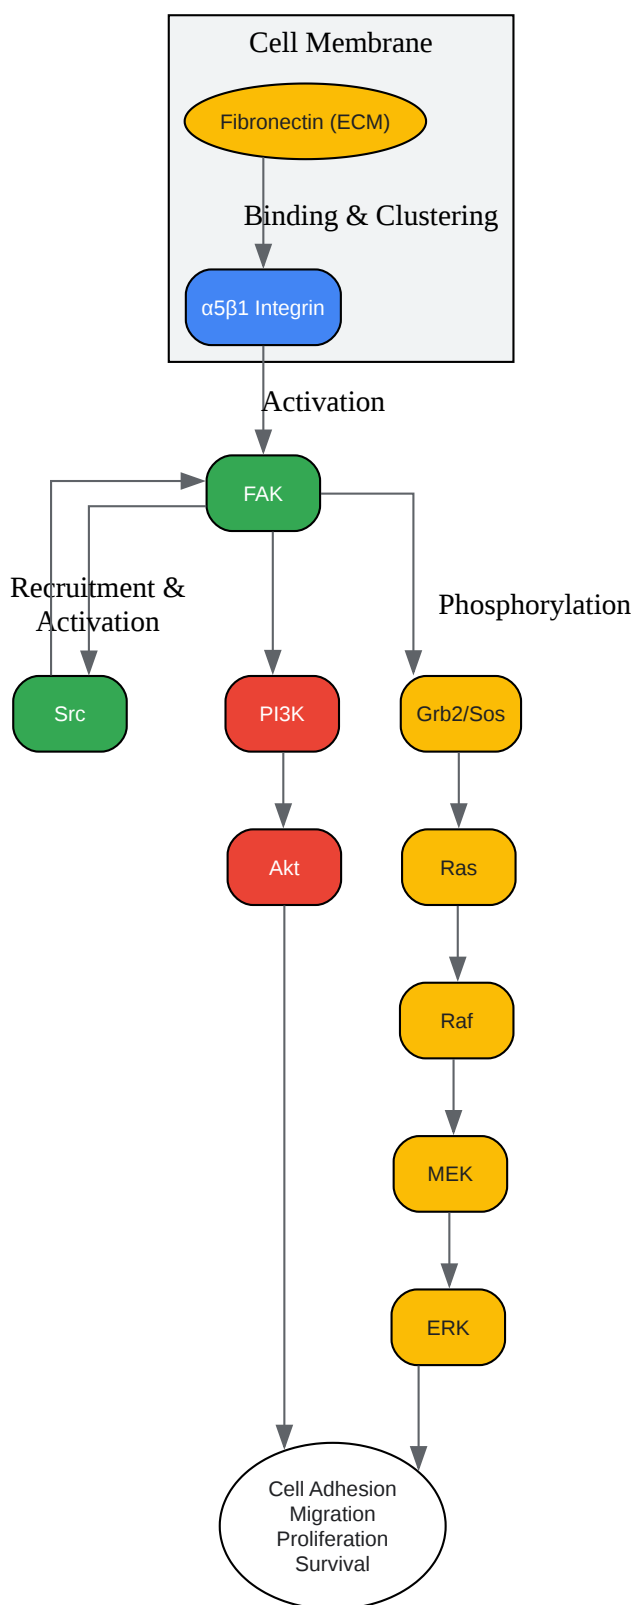 Cell Membrane
Fibronectin (ECM)
Binding & Clustering
α5β1 Integrin
Activation
FAK
Recruitment &
Activation
Phosphorylation
Src
PI3K
Grb2/Sos
Akt
Ras
Raf
MEK
ERK
Cell Adhesion
Migration
Proliferation
Survival